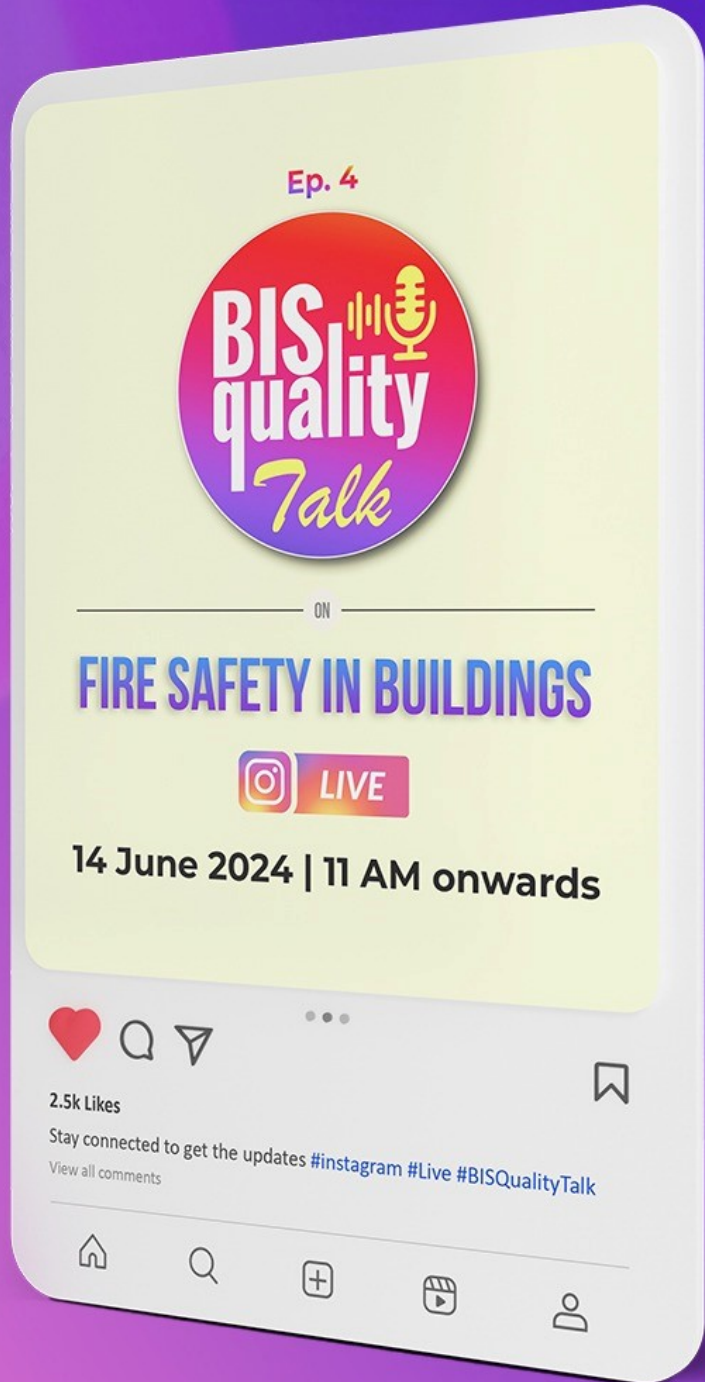 Ep. 4
BIS
quality
Talk
ON
FIRE SAFETY IN BUILDINGS
LIVE
14 June 2024 | 11 AM onwards
2.5k Likes
Stay connected to get the updates #instagram #Live #BISQualityTalk
View all comments